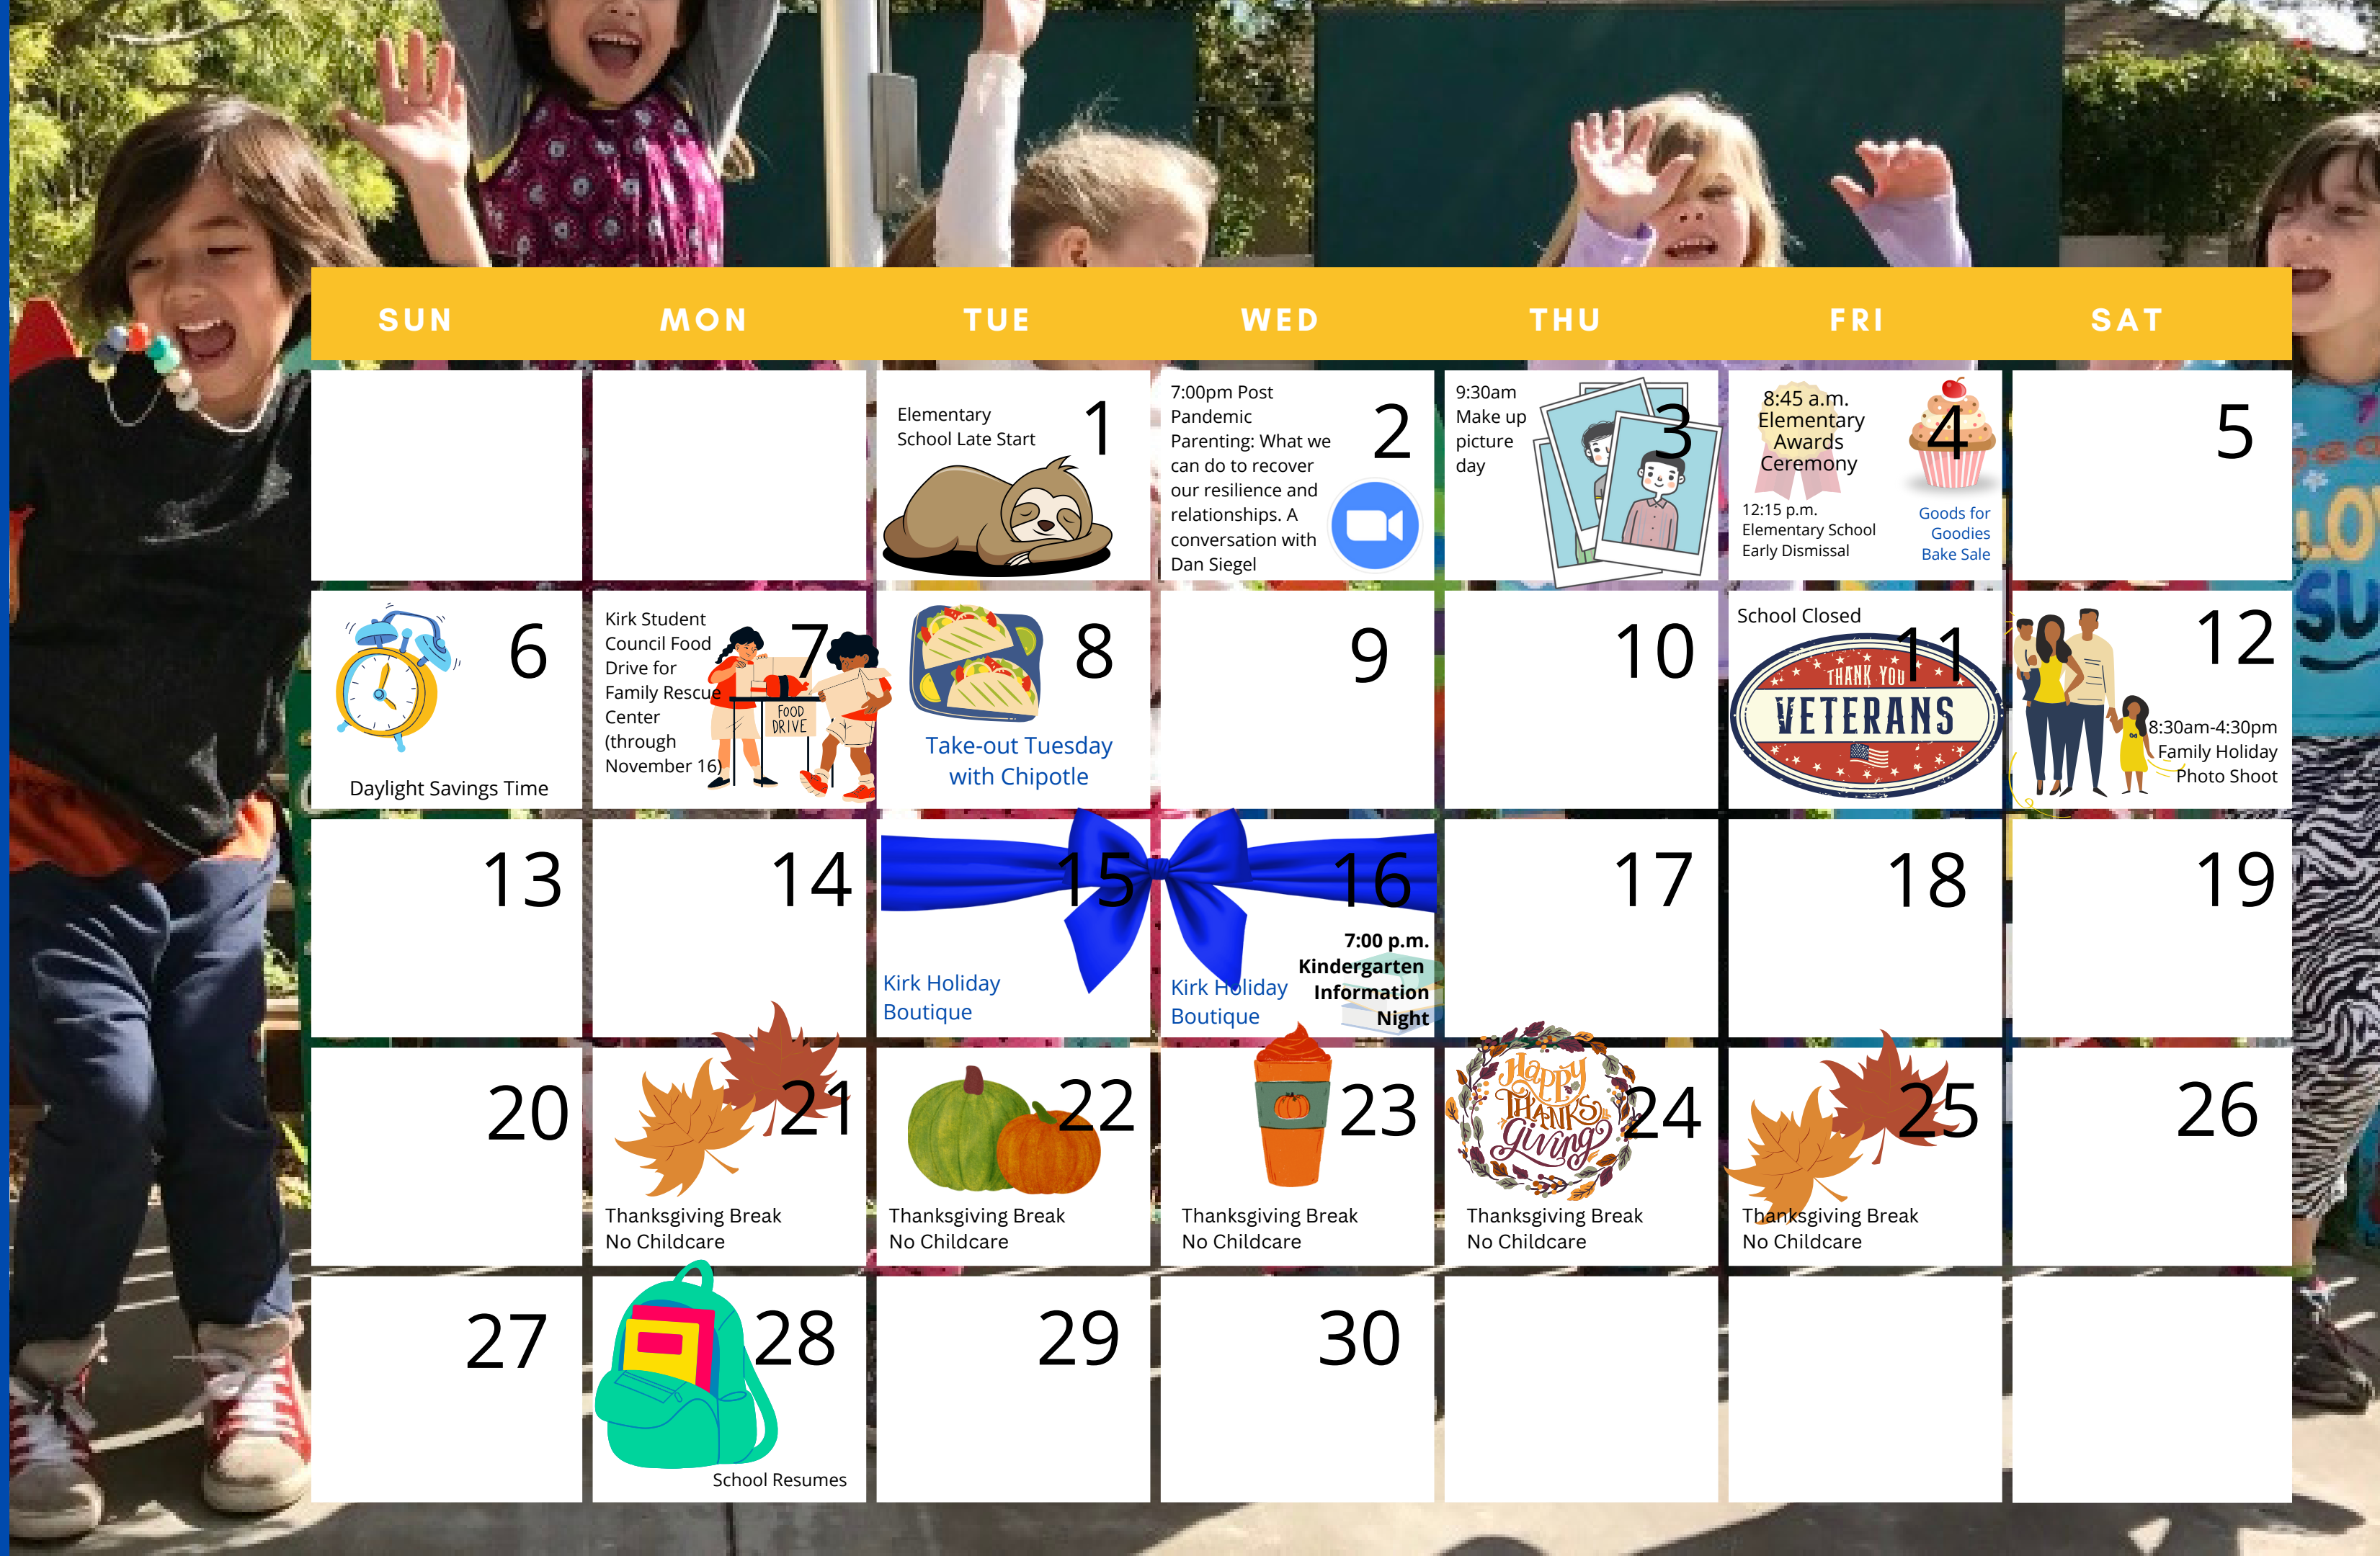 SUN MON TUE WED THU FRI SAT
Elementary
School Late Start
1
7:00pm Post
Pandemic
Parenting: What we
can do to recover
our resilience and
relationships. A
conversation with
Dan Siegel
2
9:30am
Make up
picture
day
3
8:45 a.m.
Elementary
Awards
Ceremony
12:15 p.m.
Elementary School
Early Dismissal
4
Goods for
Goodies
Bake Sale
5
6
Daylight Savings Time
Kirk Student
Council Food
Drive for
Family Rescue
Center
(through
November 16)
7
FOOD
DRIVE
8
Take-out Tuesday
with Chipotle
9
10
School Closed
11
THANK YOU
VETERANS
12
8:30am-4:30pm
Family Holiday
Photo Shoot
13
14
15
Kirk Holiday
Boutique
16
Kirk Holiday
Boutique
7:00 p.m.
Kindergarten
Information
Night
17
18
19
20
21
Thanksgiving Break
No Childcare
22
Thanksgiving Break
No Childcare
23
Thanksgiving Break
No Childcare
HAPPY
THANKS
Giving
24
Thanksgiving Break
No Childcare
25
Thanksgiving Break
No Childcare
26
27
28
School Resumes
29
30